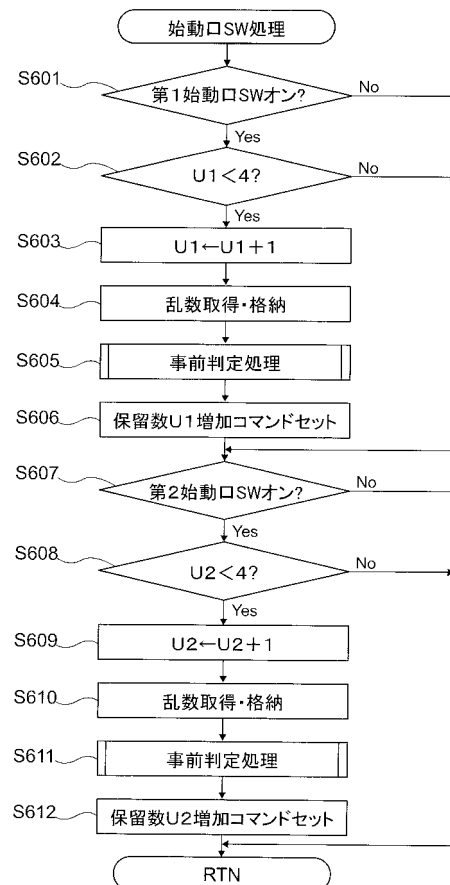 始動口SW処理
S601
第1始動口SWオン?
No
Yes
S602
U1<4?
No
Yes
S603
U1←U1+1
S604
乱数取得・格納
S605
事前判定処理
S606
保留数U1増加コマンドセット
S607
第2始動口SWオン?
No
Yes
S608
U2<4?
No
Yes
S609
U2←U2+1
S610
乱数取得・格納
S611
事前判定処理
S612
保留数U2増加コマンドセット
RTN